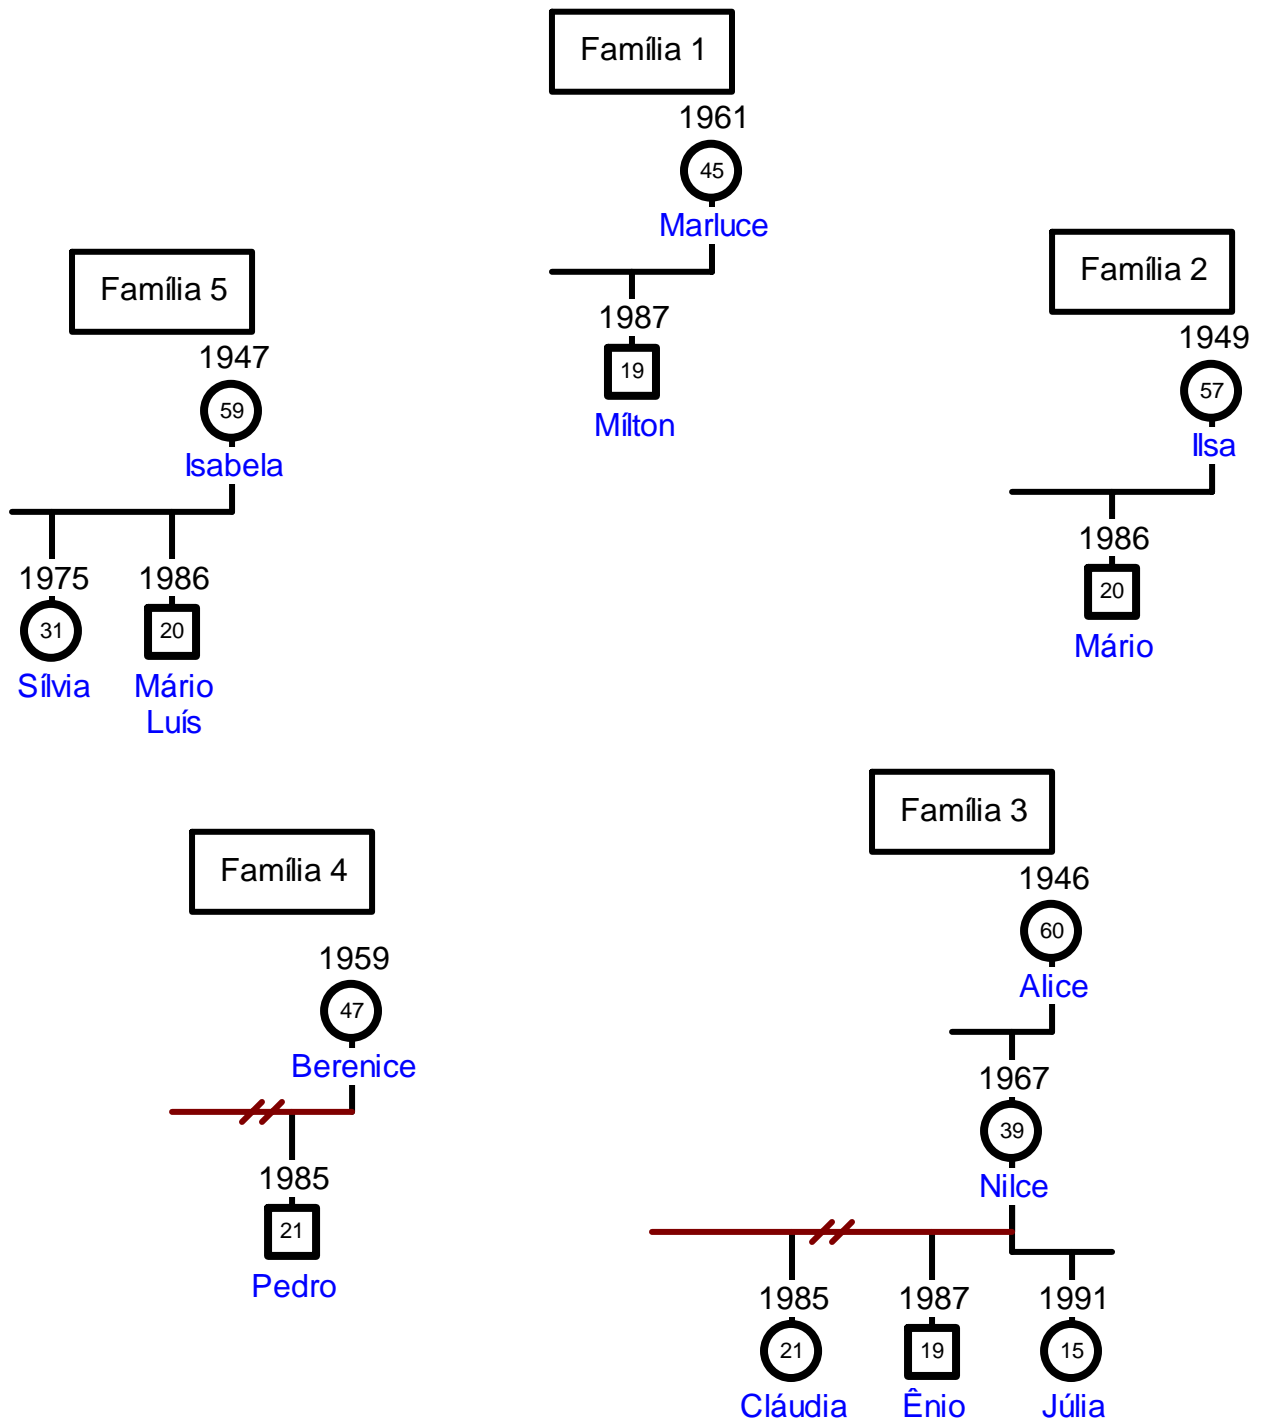 Família 1
1961
45
Marluce
1987
19
Mílton
Família 2
1949
57
Ilsa
1986
20
Mário
Família 5
1947
59
Isabela
1975
1986
31
20
Sílvia
Mário
Luís
Família 3
1946
60
Alice
1967
39
Nilce
1985
1987
1991
21
19
15
Cláudia
Ênio
Júlia
Família 4
1959
47
Berenice
1985
21
Pedro